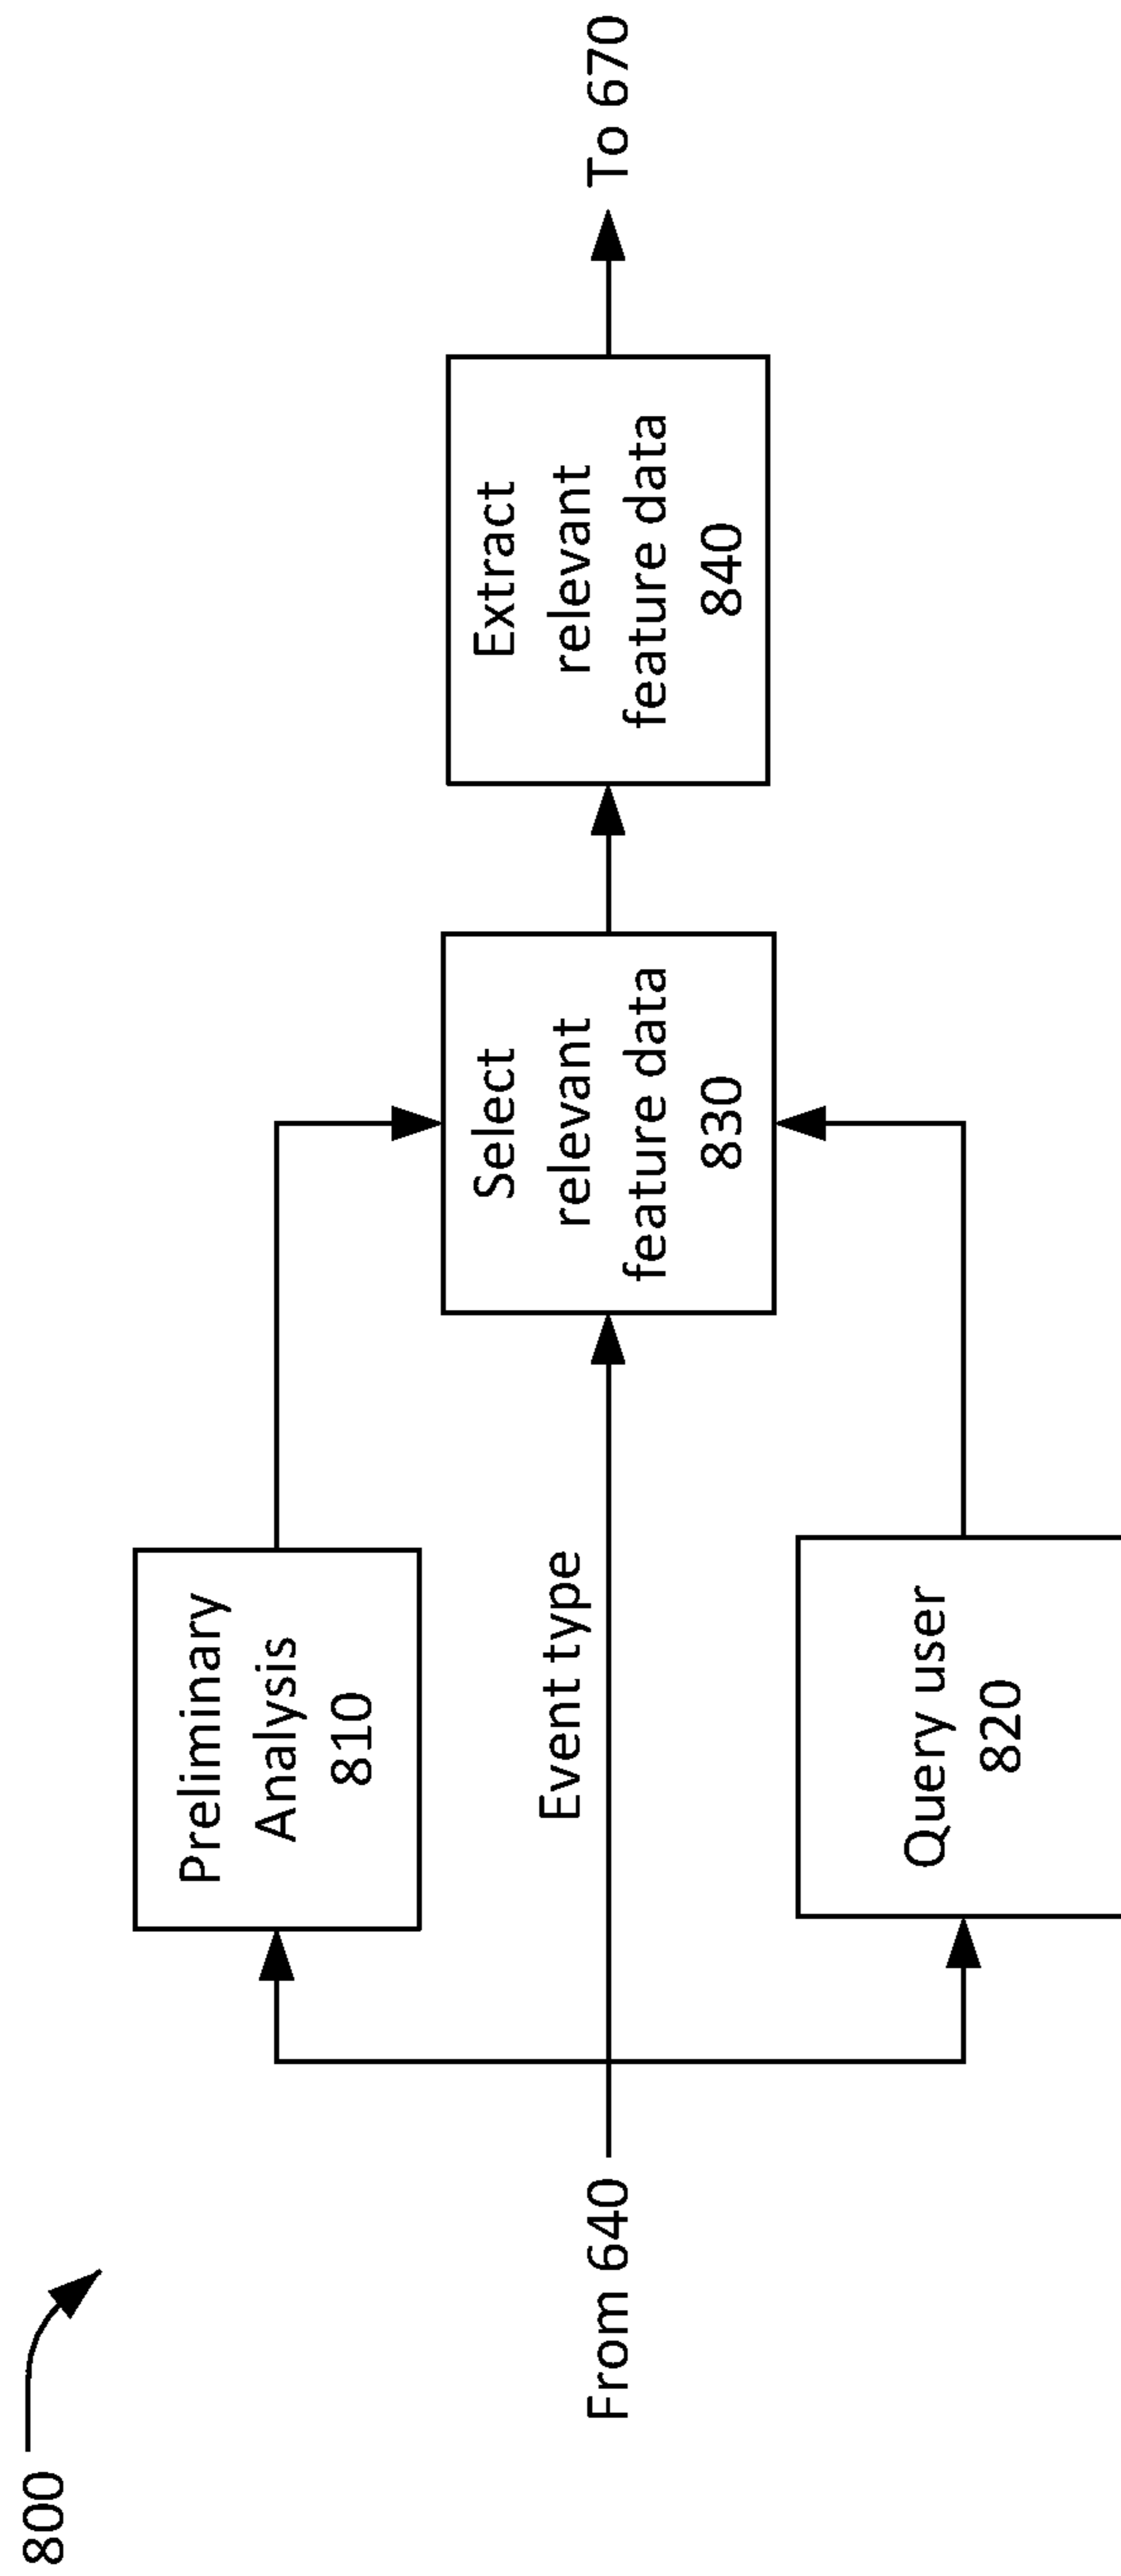 800
From 640
Preliminary
Analysis
810
Event type
Query user
820
Select
relevant
feature data
830
Extract
relevant
feature data
840
To 670